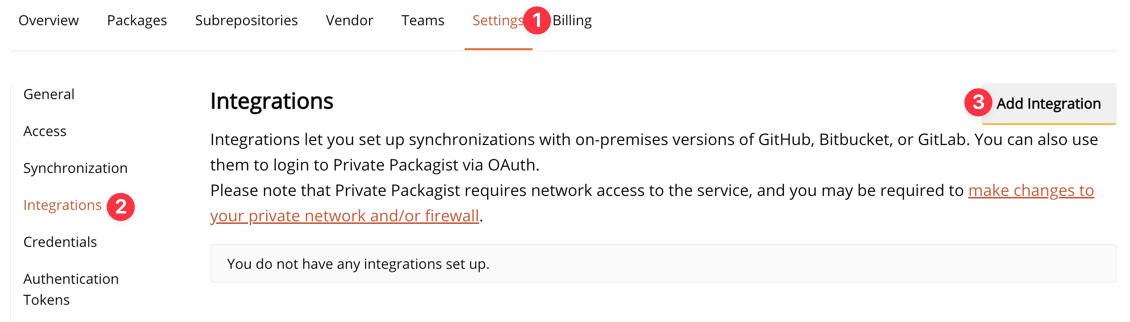 Overview Packages Subrepositories Vendor Teams Settings 1 Billing
General
Access
Synchronization
Integrations 2
Credentials
Authentication
Tokens
Integrations
3 Add Integration
Integrations let you set up synchronizations with on-premises versions of GitHub, Bitbucket, or GitLab. You can also use
them to login to Private Packagist via OAuth.
Please note that Private Packagist requires network access to the service, and you may be required to make changes to
your private network and/or firewall.
You do not have any integrations set up.